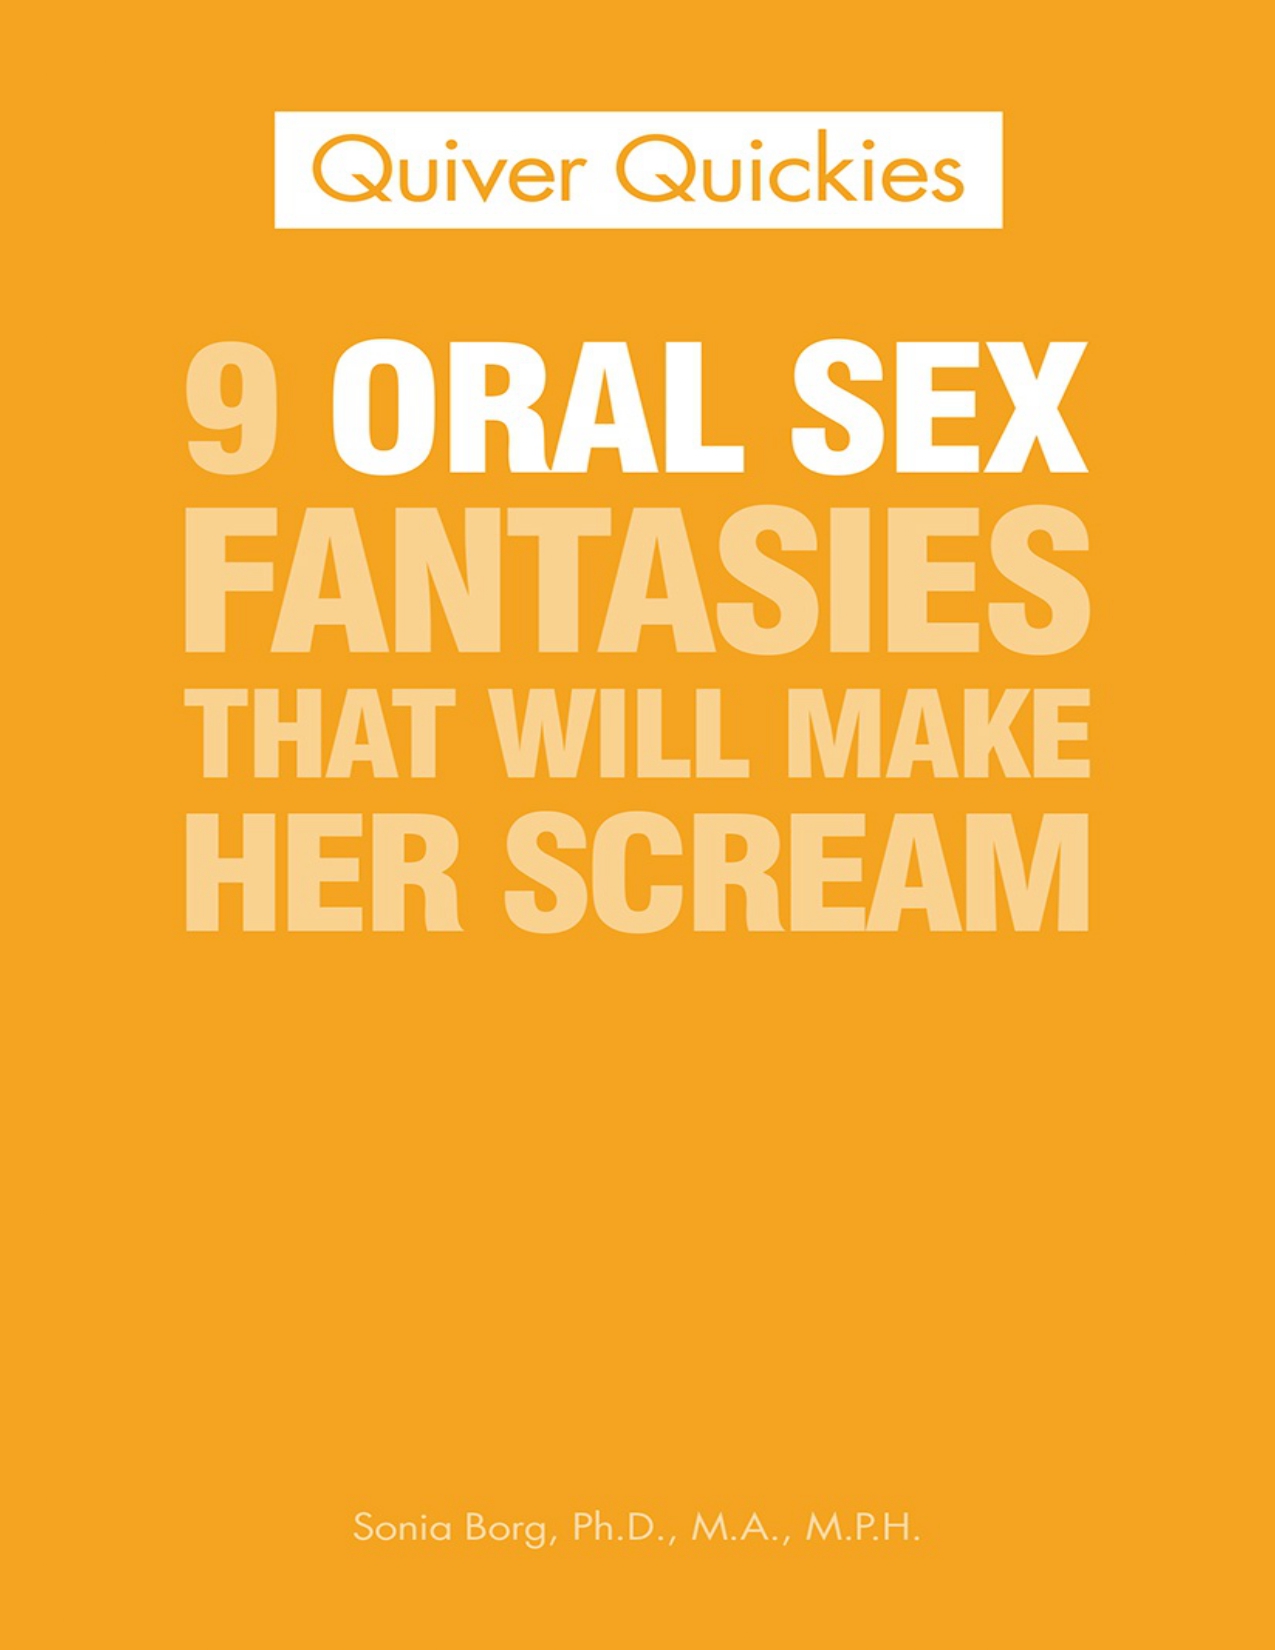 Quiver Quickies
9 ORAL SEX
FANTASIES
THAT WILL MAKE
HER SCREAM
Sonia Borg, Ph.D., M.A., M.P.H.